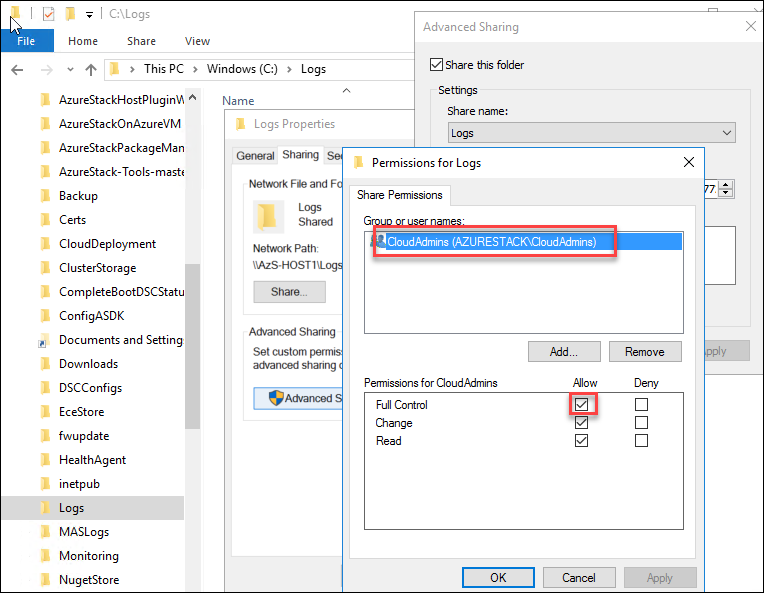 C:\Logs
File
Home
Share
View
This PC
Windows (C:)
Logs
AzureStackHostPluginW
AzureStackOnAzureVM
AzureStackPackageMan
AzureStack-Tools-maste
Backup
Certs
CloudDeployment
ClusterStorage
CompleteBootDSCStatu
ConfigASDK
Documents and Setting
Downloads
DSCConfigs
EceStore
fwupdate
HealthAgent
inetpub
Logs
MASLogs
Monitoring
NugetStore
Name
Logs Properties
General
Sharing
Sec
Network File and Fo
Logs
Shared
Network Path:
\\AzS-HOST1\Logs
Share...
Advanced Sharing
Set custom permis
advanced sharing o
Advanced S
Advanced Sharing
Share this folder
Settings
Share name:
Logs
77
pply
Permissions for Logs
Share Permissions
Group or user names:
CloudAdmins (AZURESTACK\CloudAdmins)
Add...
Remove
Permissions for CloudAdmins
Allow
Deny
Full Control
Change
Read
OK
Cancel
Apply